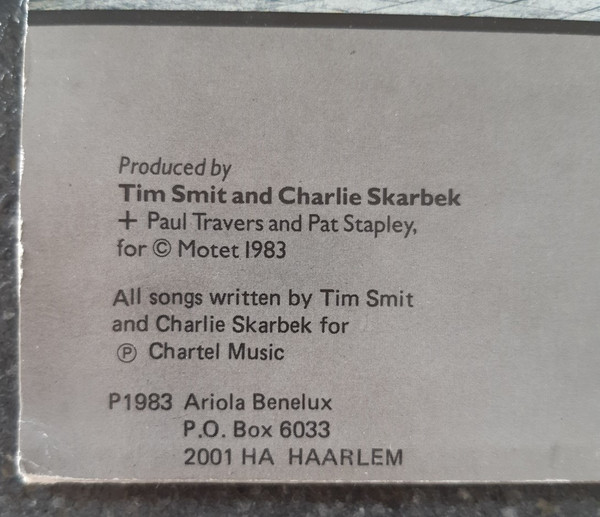 Produced by
Tim Smit and Charlie Skarbek
+ Paul Travers and Pat Stapley,
for © Motet 1983
All songs written by Tim Smit
and Charlie Skarbek for
℗ Chartel Music
P1983 Ariola Benelux
P.O. Box 6033
2001 HA HAARLEM